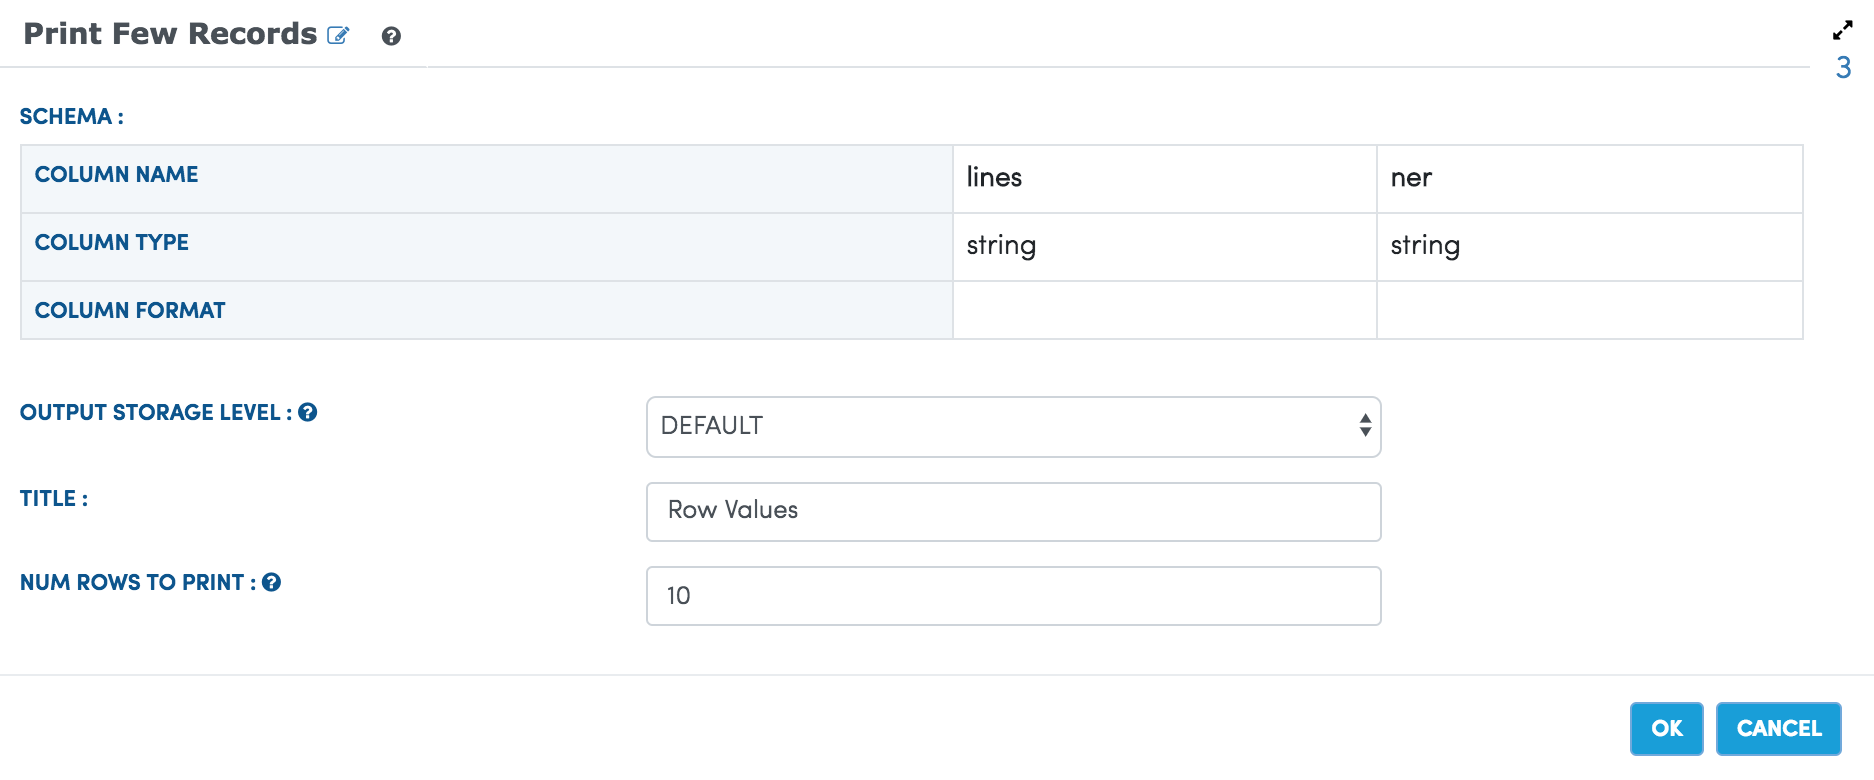 Print Few Records
3
SCHEMA :
COLUMN NAME lines ner
COLUMN TYPE string string
COLUMN FORMAT
OUTPUT STORAGE LEVEL : DEFAULT
TITLE : Row Values
NUM ROWS TO PRINT : 10
OK CANCEL